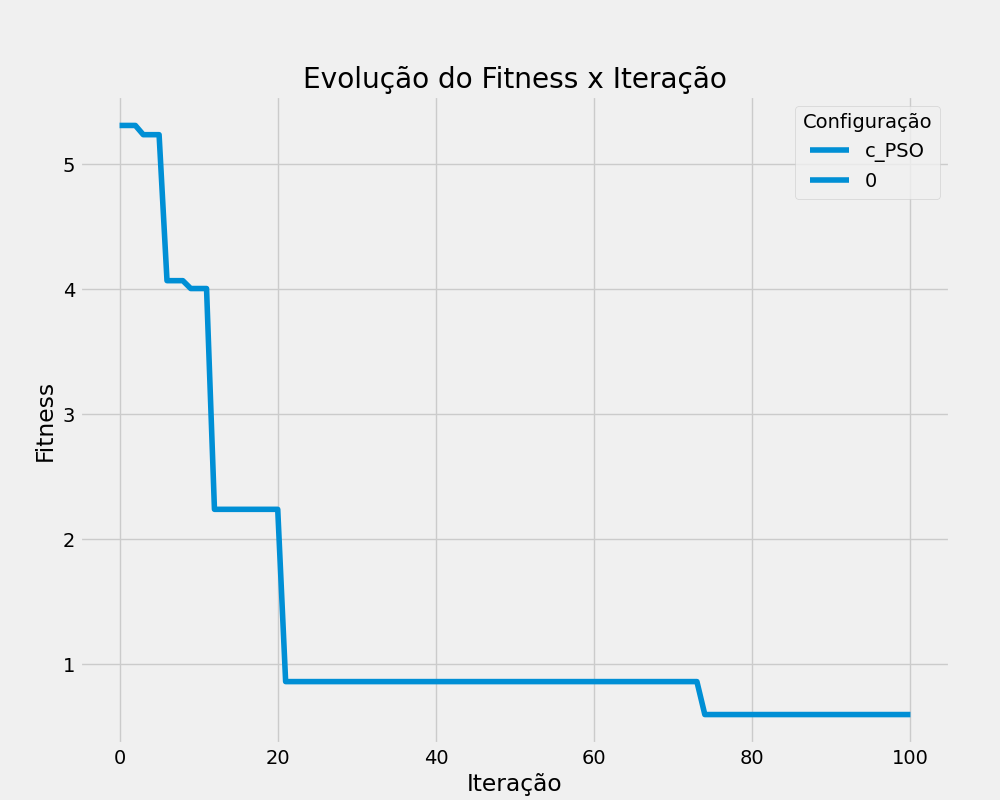 Evolução do Fitness x Iteração
Configuração
c_PSO
0
Fitness
5
4
3
2
1
0 20 40 60 80 100
Iteração